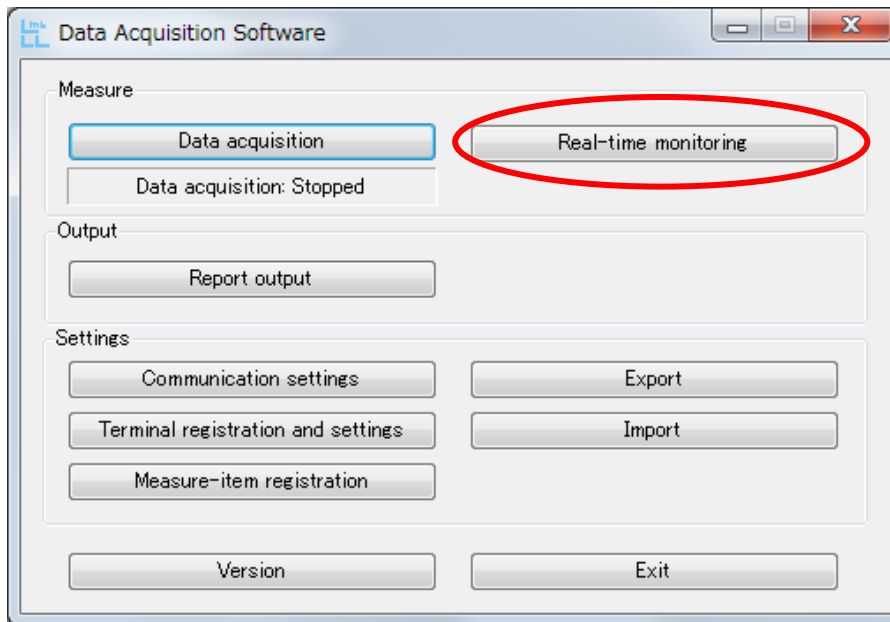 Data Acquisition Software
Measure
Data acquisition
Real-time monitoring
Data acquisition: Stopped
Output
Report output
Settings
Communication settings
Export
Terminal registration and settings
Import
Measure-item registration
Version
Exit